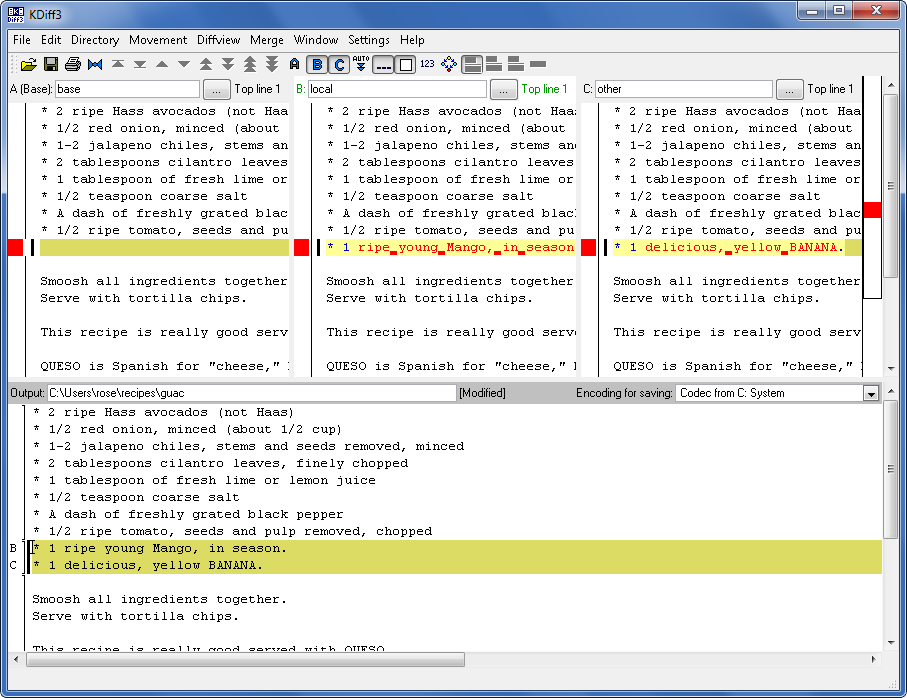 KDiff3
File Edit Directory Movement Diffview Merge Window Settings Help
AUTO
A B C 123
A (Base): base ... Top line 1
* 2 ripe Hass avocados (not Haa
* 1/2 red onion, minced (about
* 1-2 jalapeno chiles, stems an
* 2 tablespoons cilantro leaves
* 1 tablespoon of fresh lime or
* 1/2 teaspoon coarse salt
* A dash of freshly grated blac
* 1/2 ripe tomato, seeds and pu
Smoosh all ingredients together
Serve with tortilla chips.
This recipe is really good serv
QUESO is Spanish for "cheese,"
B: local ... Top line 1
* 2 ripe Hass avocados (not Haa
* 1/2 red onion, minced (about
* 1-2 jalapeno chiles, stems an
* 2 tablespoons cilantro leaves
* 1 tablespoon of fresh lime or
* 1/2 teaspoon coarse salt
* A dash of freshly grated blac
* 1/2 ripe tomato, seeds and pu
* 1 ripe young Mango, in season
Smoosh all ingredients together
Serve with tortilla chips.
This recipe is really good serv
QUESO is Spanish for "cheese,"
C: other ... Top line 1
* 2 ripe Hass avocados (not Haa
* 1/2 red onion, minced (about
* 1-2 jalapeno chiles, stems an
* 2 tablespoons cilantro leaves
* 1 tablespoon of fresh lime or
* 1/2 teaspoon coarse salt
* A dash of freshly grated blac
* 1/2 ripe tomato, seeds and pu
* 1 delicious, yellow BANANA.
Smoosh all ingredients together
Serve with tortilla chips.
This recipe is really good serv
QUESO is Spanish for "cheese,"
Output: C:\Users\rose\recipes\guac [Modified] Encoding for saving: Codec from C: System
* 2 ripe Hass avocados (not Haas)
* 1/2 red onion, minced (about 1/2 cup)
* 1-2 jalapeno chiles, stems and seeds removed, minced
* 2 tablespoons cilantro leaves, finely chopped
* 1 tablespoon of fresh lime or lemon juice
* 1/2 teaspoon coarse salt
* A dash of freshly grated black pepper
* 1/2 ripe tomato, seeds and pulp removed, chopped
B * 1 ripe young Mango, in season.
C * 1 delicious, yellow BANANA.
Smoosh all ingredients together.
Serve with tortilla chips.
This recipe is really good served with QUESO